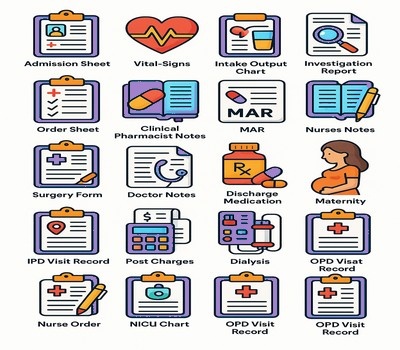 Admission Sheet
Vital-Signs
Intake Output
Chart
Investigation
Report
Order Sheet
Clinical
Pharmacist Notes
MAR
MAR
Nurses Notes
Surgery Form
Doctor Notes
Rx
Discharge
Medication
Maternity
IPD Visit Record
$
Post Charges
Dialysis
OPD Visat
Record
Nurse Order
NICU Chart
OPD Visit
Record
OPD Visit
Record